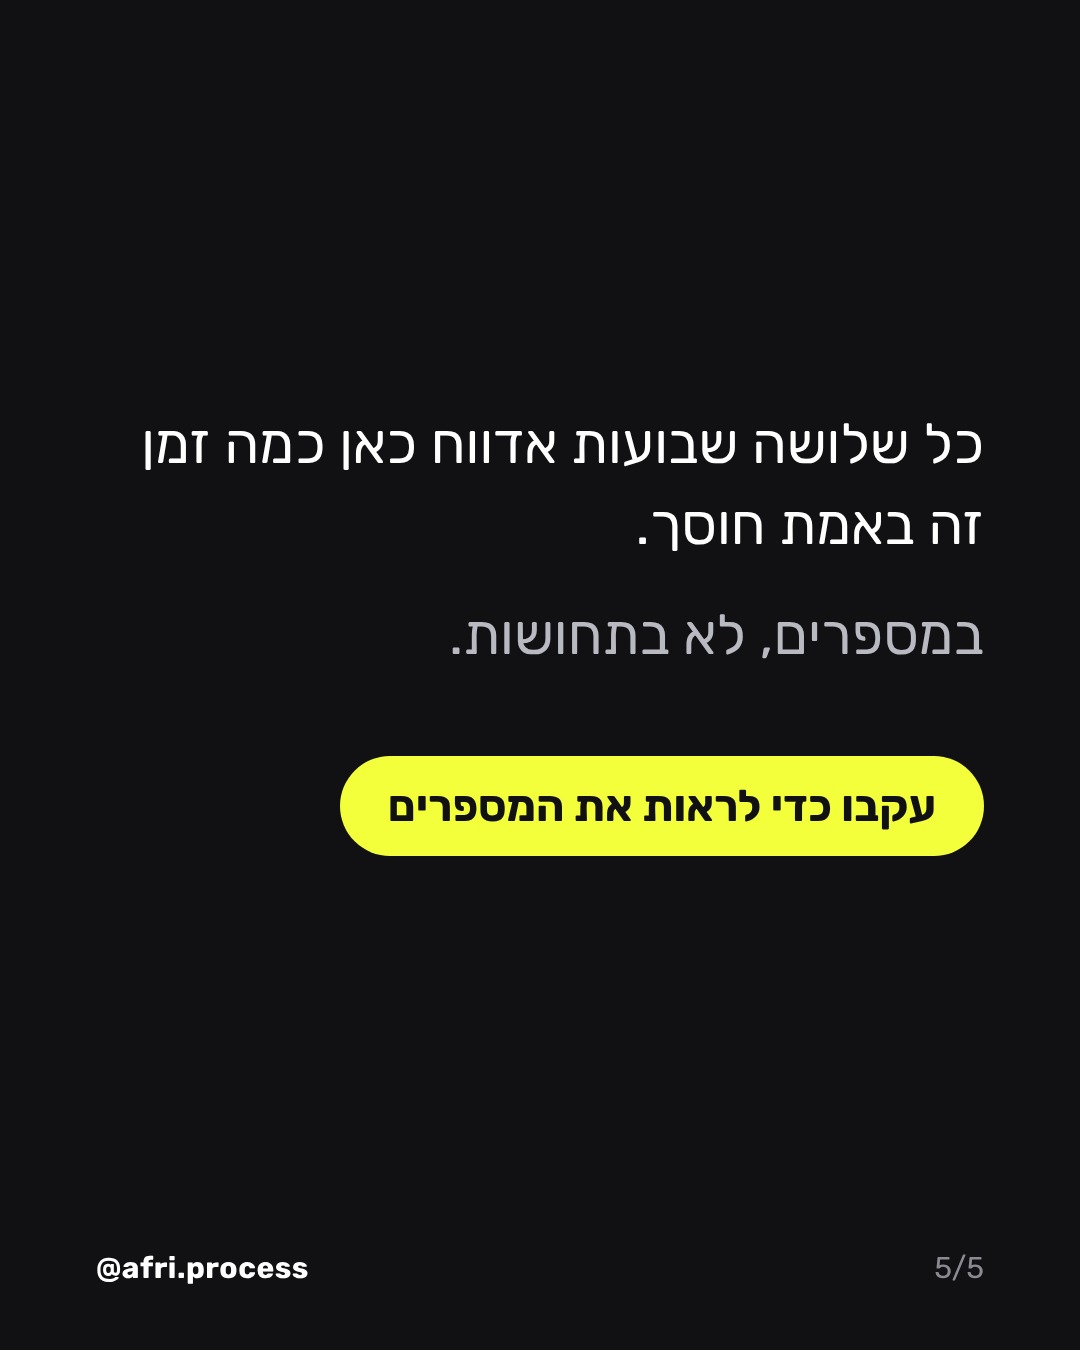 כל שלושה שבועות אדווח כאן כמה זמן
זה באמת חוסך.
במספרים, לא בתחושות.
עקבו כדי לראות את המספרים
@afri.process
5/5